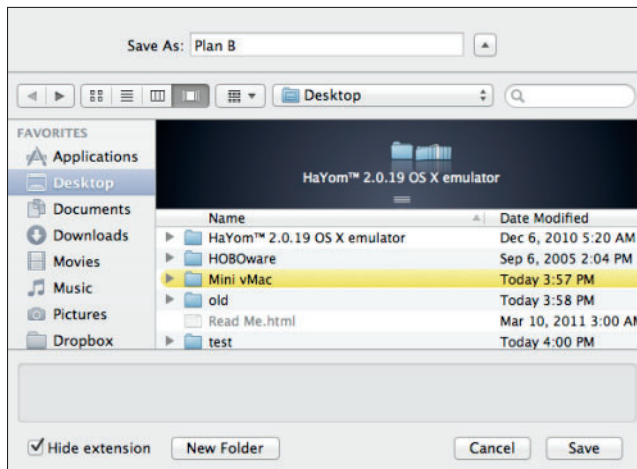 Save As: Plan B
Desktop
FAVORITES
Applications
Desktop
Documents
Downloads
Movies
Music
Pictures
Dropbox
HaYom™ 2.0.19 OS X emulator
Name Date Modified
HaYom™ 2.0.19 OS X emulator Dec 6, 2010 5:20 AM
HOBOware Sep 6, 2005 2:04 PM
Mini vMac Today 3:57 PM
old Today 3:58 PM
Read Me.html Mar 10, 2011 3:00 AM
test Today 4:00 PM
Hide extension New Folder Cancel Save